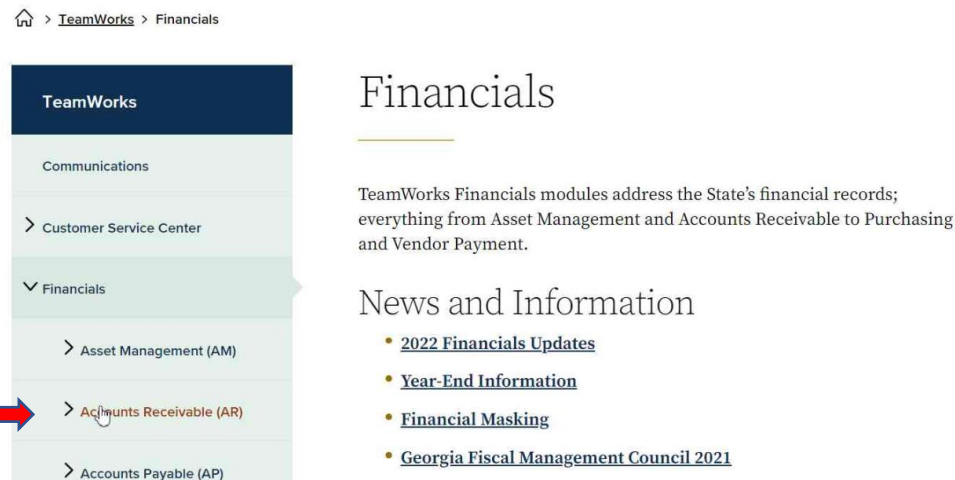 > TeamWorks > Financials
TeamWorks
Communications
Customer Service Center
Financials
Asset Management (AM)
Accounts Receivable (AR)
Accounts Payable (AP)
Financials
TeamWorks Financials modules address the State's financial records;
everything from Asset Management and Accounts Receivable to Purchasing
and Vendor Payment.
News and Information
• 2022 Financials Updates
• Year-End Information
• Financial Masking
• Georgia Fiscal Management Council 2021